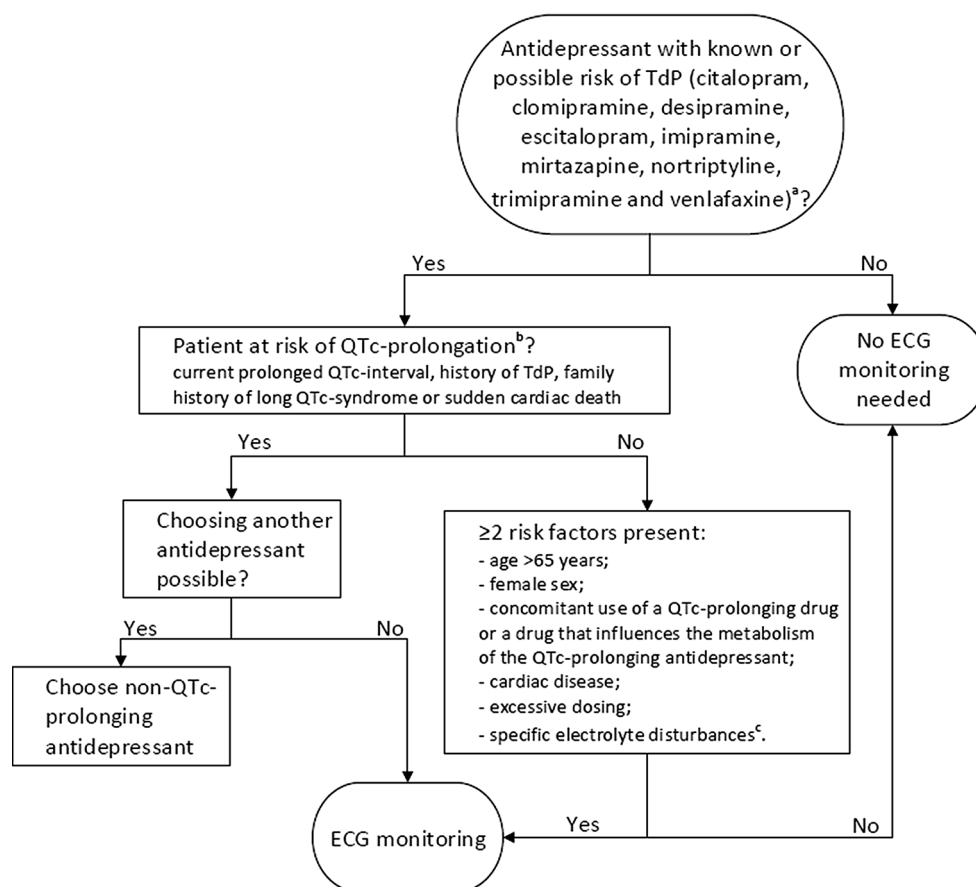 Antidepressant with known or
possible risk of TdP (citalopram,
clomipramine, desipramine,
escitalopram, imipramine,
mirtazapine, nortriptyline,
trimipramine and venlafaxine)ᵃ?
Yes
No
Patient at risk of QTc-prolongationᵇ?
current prolonged QTc-interval, history of TdP, family
history of long QTc-syndrome or sudden cardiac death
No ECG
monitoring
needed
Yes
No
Choosing another
antidepressant
possible?
≥2 risk factors present:
- age >65 years;
- female sex;
- concomitant use of a QTc-prolonging drug
or a drug that influences the metabolism
of the QTc-prolonging antidepressant;
- cardiac disease;
- excessive dosing;
- specific electrolyte disturbancesᶜ.
Yes
No
Choose non-QTc-
prolonging
antidepressant
ECG monitoring
Yes
No